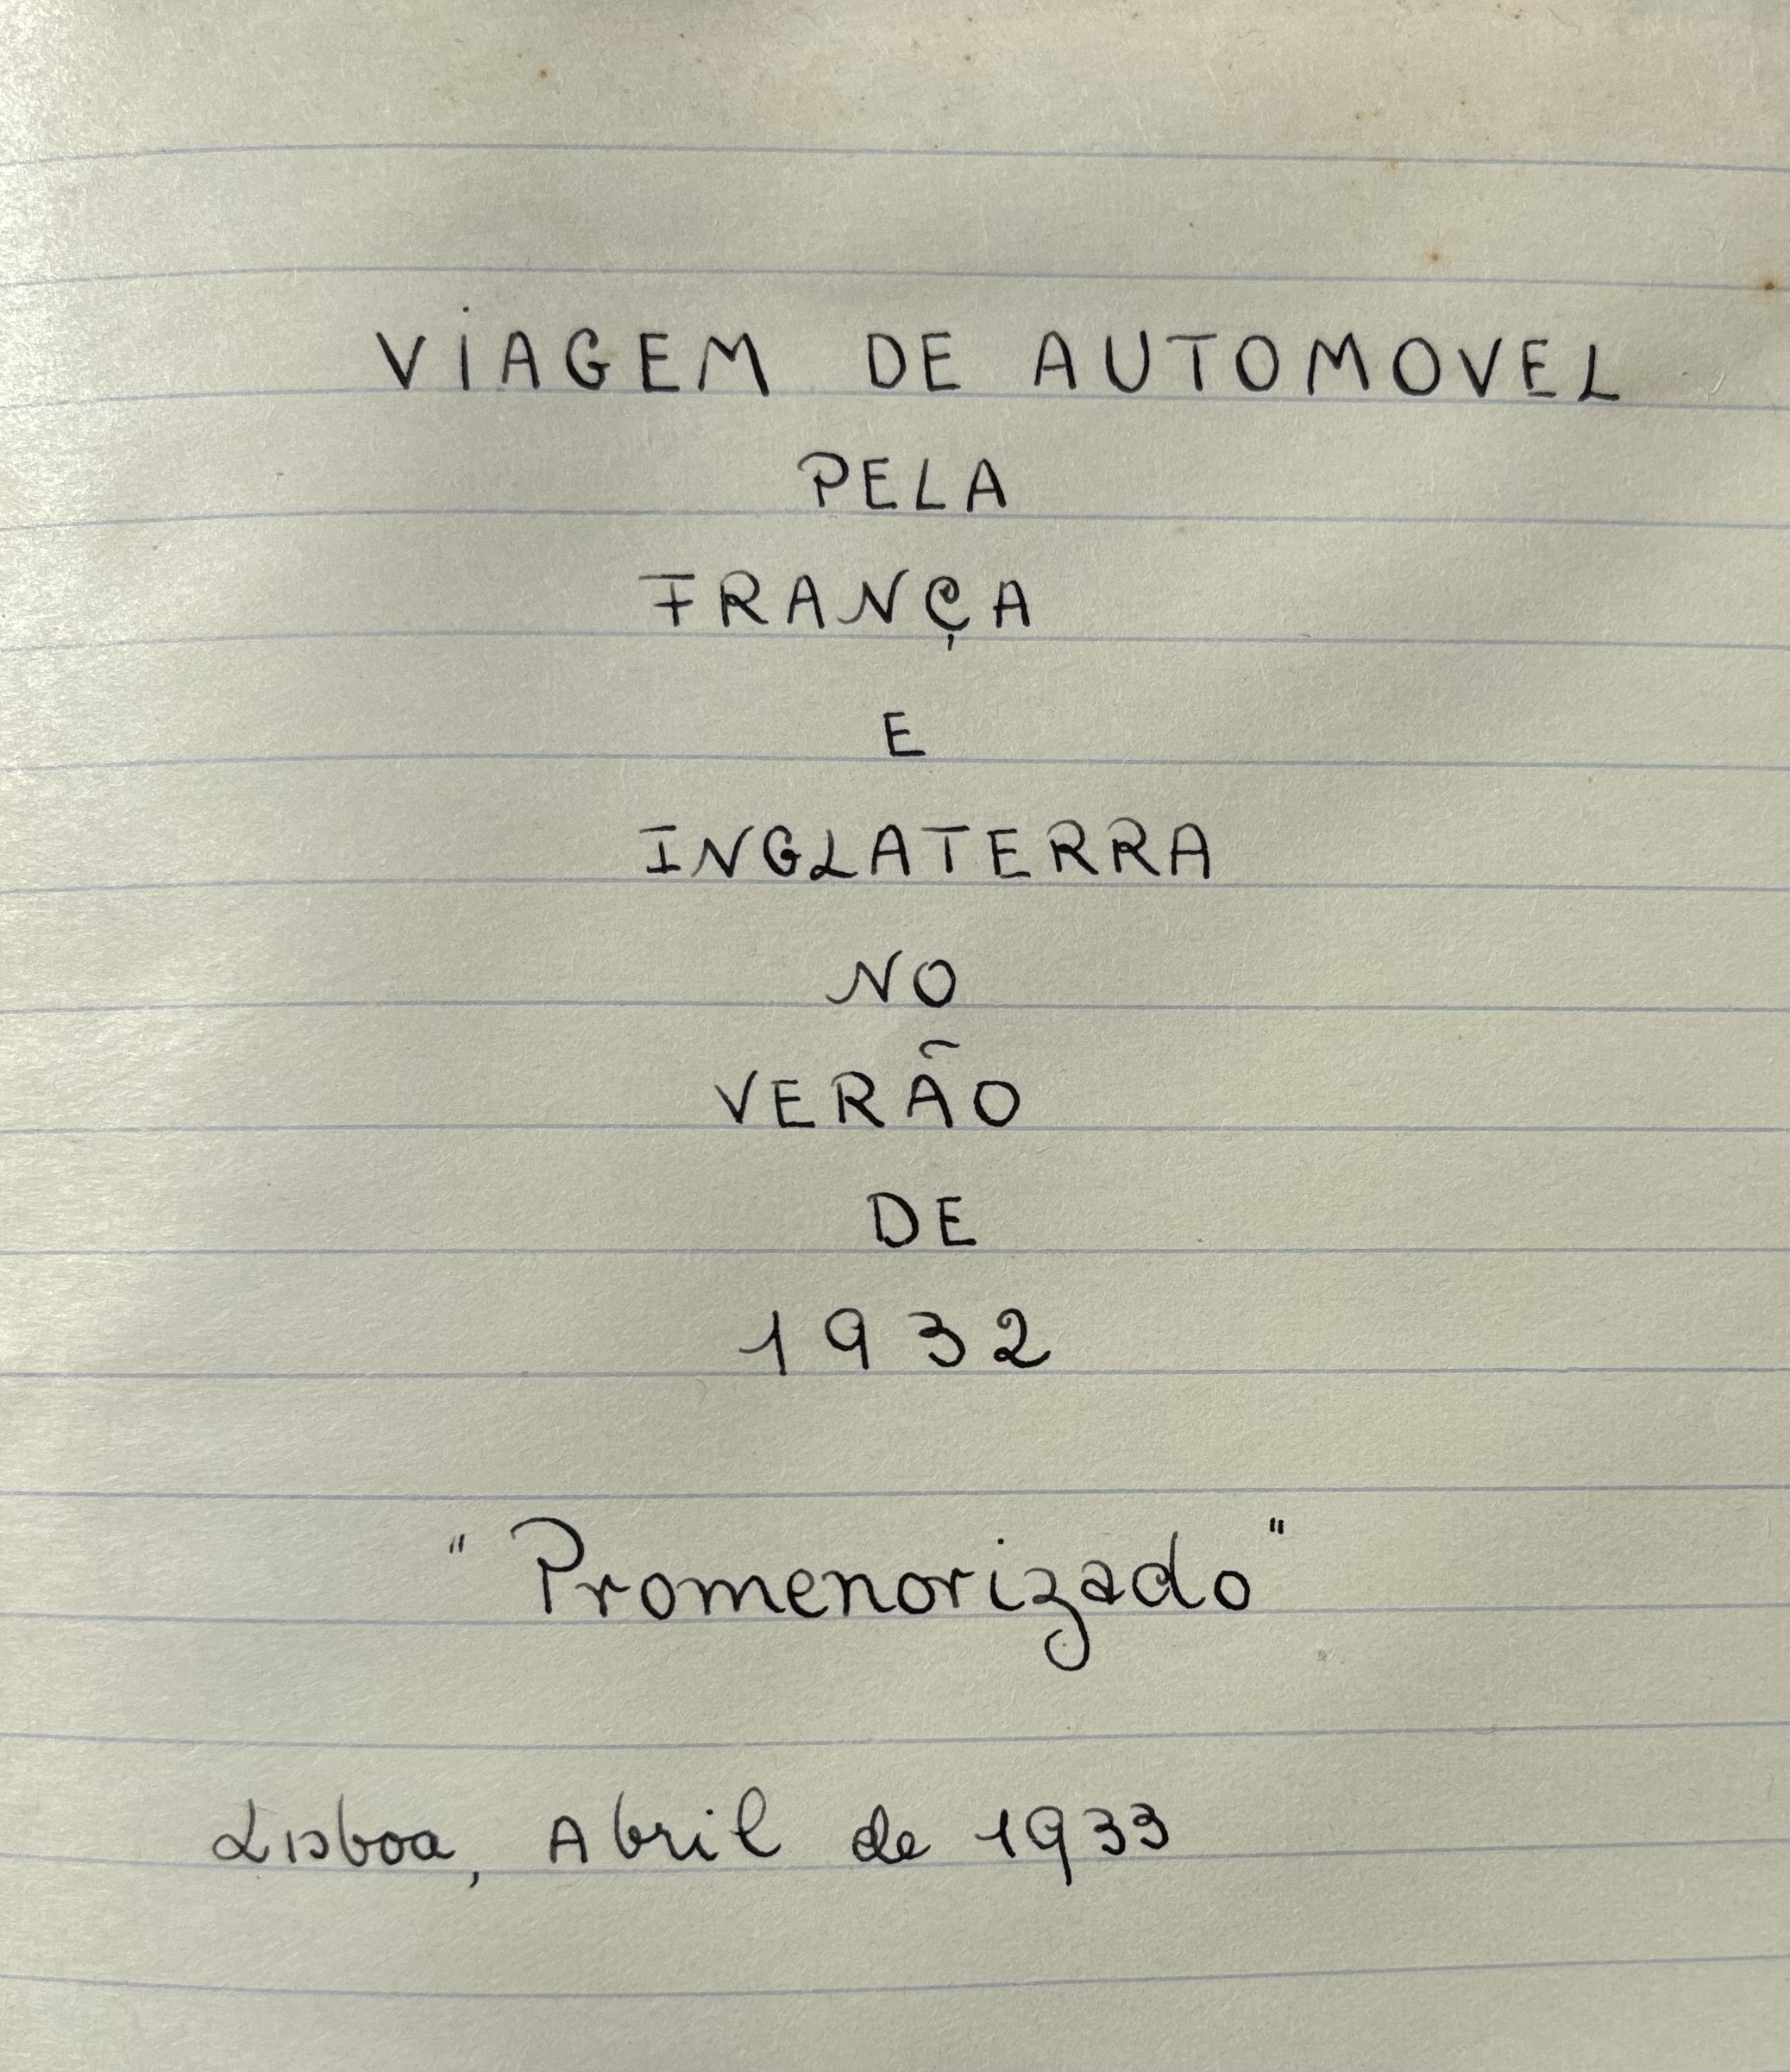 VIAGEM DE AUTOMOVEL
PELA
FRANÇA
E
INGLATERRA
NO
VERÃO
DE
1932
"Promenorizado"
Lisboa, Abril de 1933